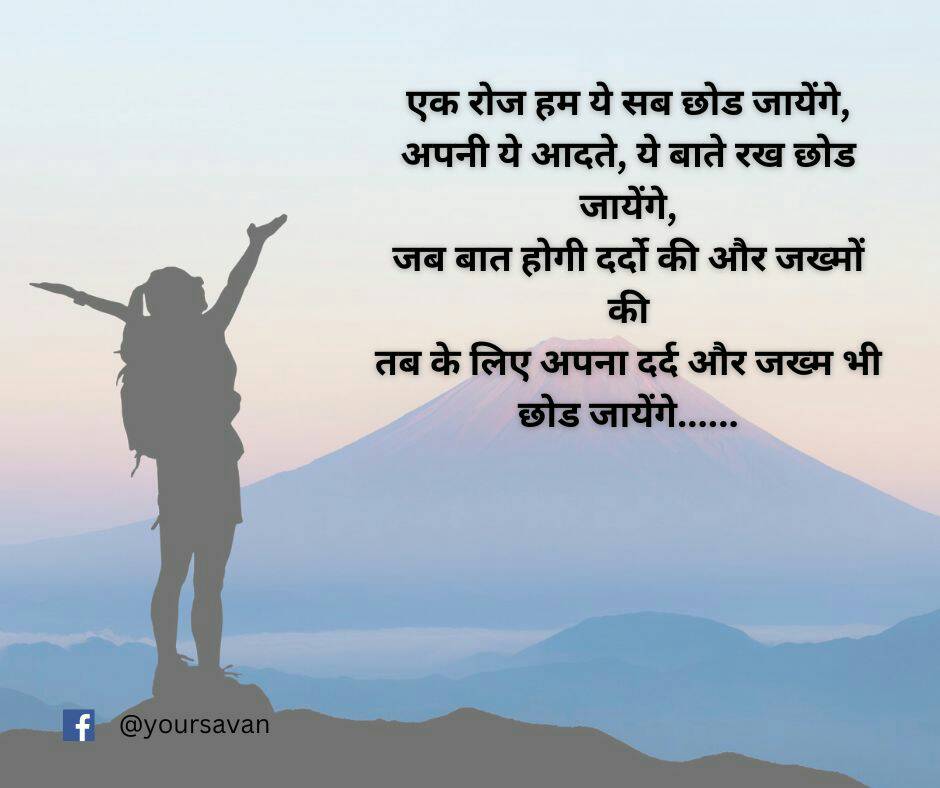 एक रोज हम ये सब छोड जायेंगे,
अपनी ये आदते, ये बाते रख छोड
जायेंगे,
जब बात होगी दर्दो की और जख्मों
की
तब के लिए अपना दर्द और जख्म भी
छोड जायेंगे......
@yoursavan